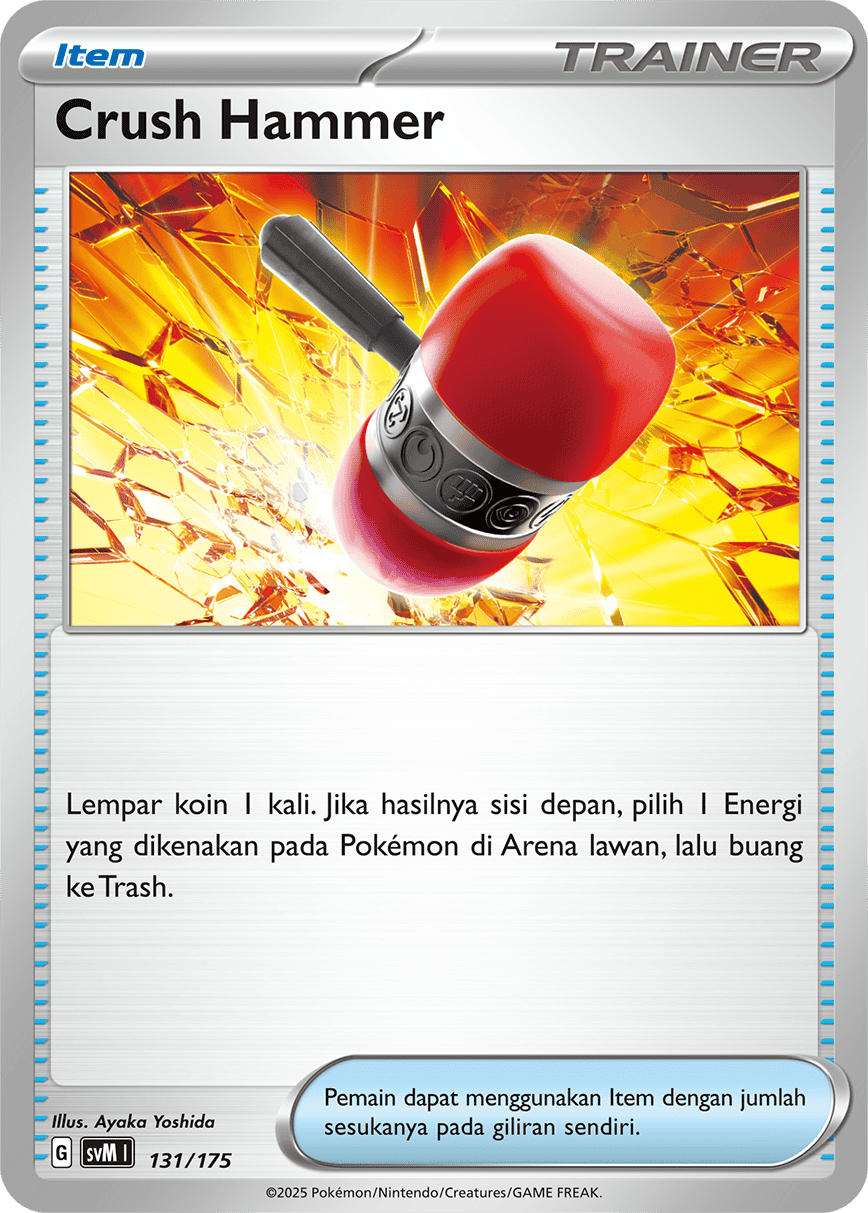 Item
TRAINER
Crush Hammer
Lempar koin 1 kali. Jika hasilnya sisi depan, pilih 1 Energi
yang dikenakan pada Pokémon di Arena lawan, lalu buang
ke Trash.
Illus. Ayaka Yoshida
Pemain dapat menggunakan Item dengan jumlah
sesukanya pada giliran sendiri.
G svM I 131/175
©2025 Pokémon/Nintendo/Creatures/GAME FREAK.